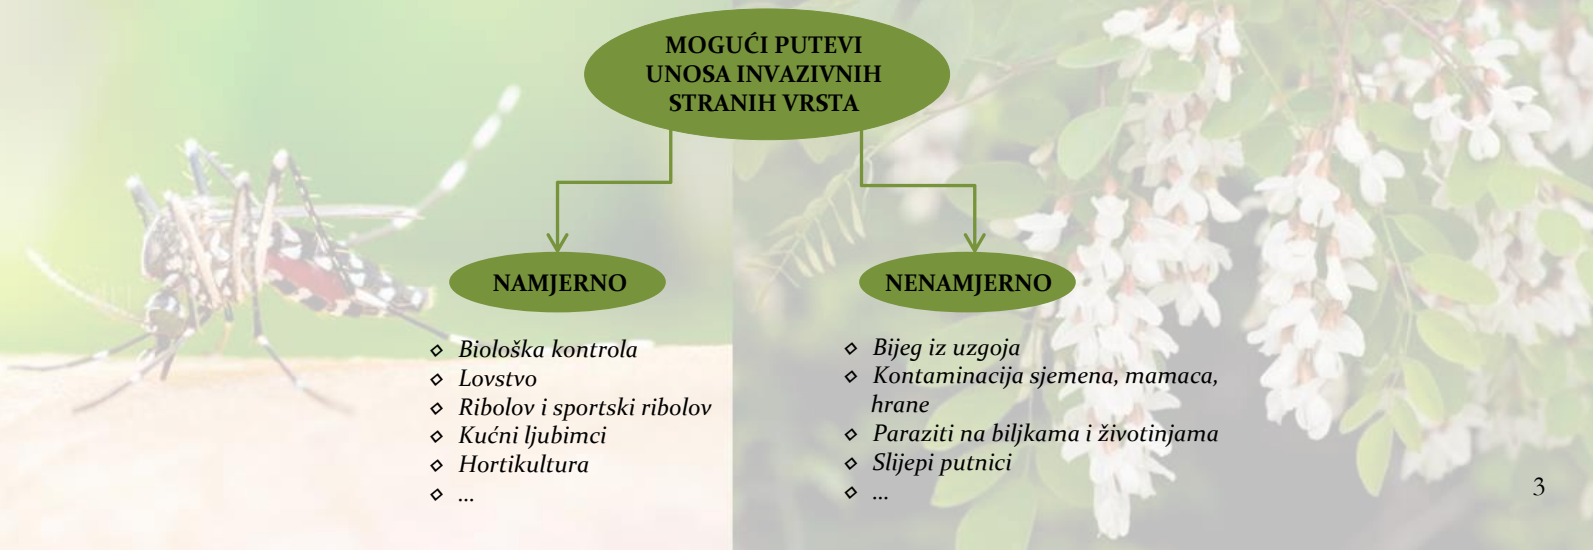 MOGUĆI PUTEVI
UNOSA INVAZIVNIH
STRANIH VRSTA
NAMJERNO
◇ Biološka kontrola
◇ Lovstvo
◇ Ribolov i sportski ribolov
◇ Kućni ljubimci
◇ Hortikultura
◇ ...
NENAMJERNO
◇ Bijeg iz uzgoja
◇ Kontaminacija sjemena, mamaca,
hrane
◇ Paraziti na biljkama i životinjama
◇ Slijepi putnici
◇ ...
3